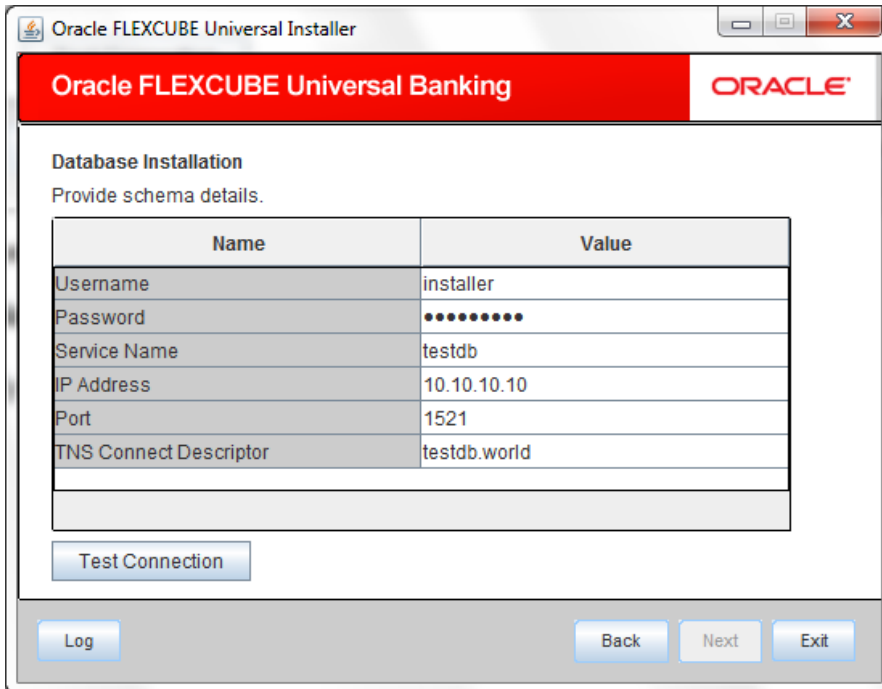 Oracle FLEXCUBE Universal Installer
Oracle FLEXCUBE Universal Banking
ORACLE
Database Installation
Provide schema details.
Name Value
Username installer
Password •••••••••
Service Name testdb
IP Address 10.10.10.10
Port 1521
TNS Connect Descriptor testdb.world
Test Connection
Log Back Next Exit